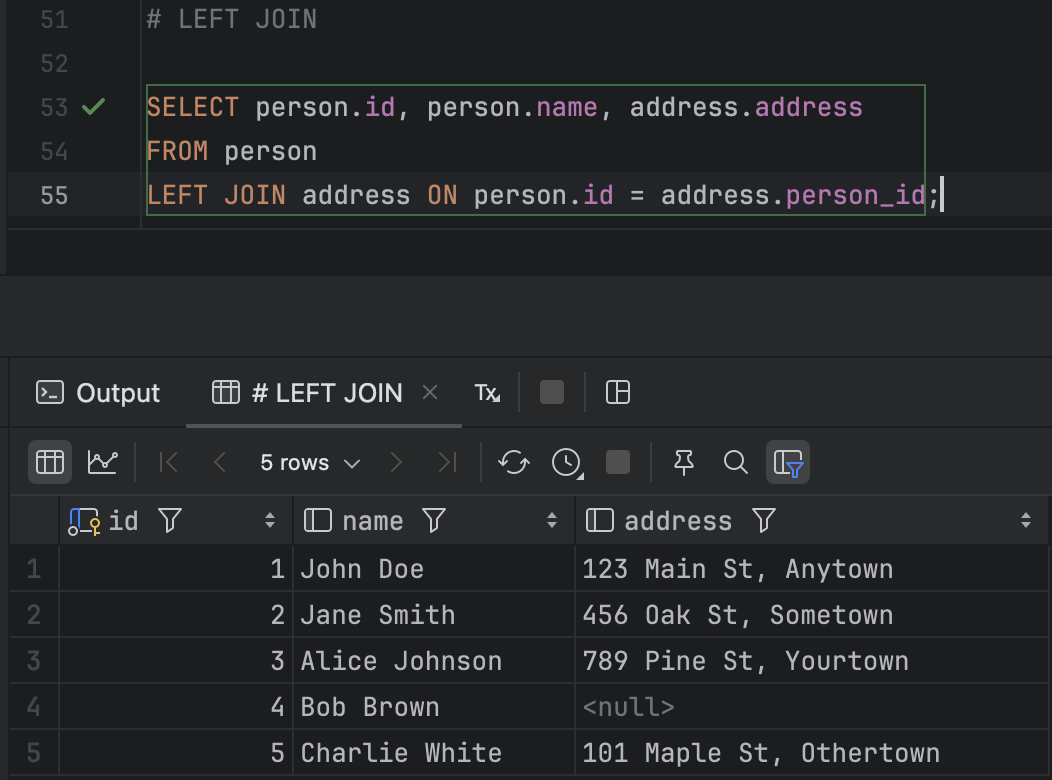 51 # LEFT JOIN
52
53 SELECT person.id, person.name, address.address
54 FROM person
55 LEFT JOIN address ON person.id = address.person_id;
Output # LEFT JOIN × Tx
5 rows
id name address
1 1 John Doe 123 Main St, Anytown
2 2 Jane Smith 456 Oak St, Sometown
3 3 Alice Johnson 789 Pine St, Yourtown
4 4 Bob Brown <null>
5 5 Charlie White 101 Maple St, Othertown